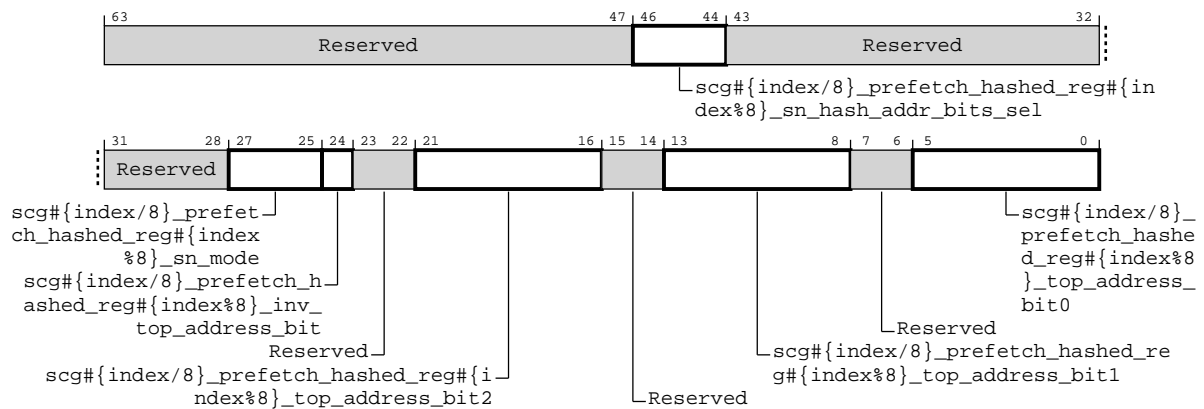 63 47 46 44 43 32
Reserved Reserved
scg#{index/8}_prefetch_hashed_reg#{in
dex%8}_sn_hash_addr_bits_sel
31 28 27 25 24 23 22 21 16 15 14 13 8 7 6 5 0
Reserved
scg#{index/8}_prefet
ch_hashed_reg#{index
%8}_sn_mode
scg#{index/8}_prefetch_h
ashed_reg#{index%8}_inv_
top_address_bit
Reserved
scg#{index/8}_prefetch_hashed_reg#{i
ndex%8}_top_address_bit2
Reserved
scg#{index/8}_prefetch_hashed_re
g#{index%8}_top_address_bit1
Reserved
scg#{index/8}_
prefetch_hashe
d_reg#{index%8
}_top_address_
bit0